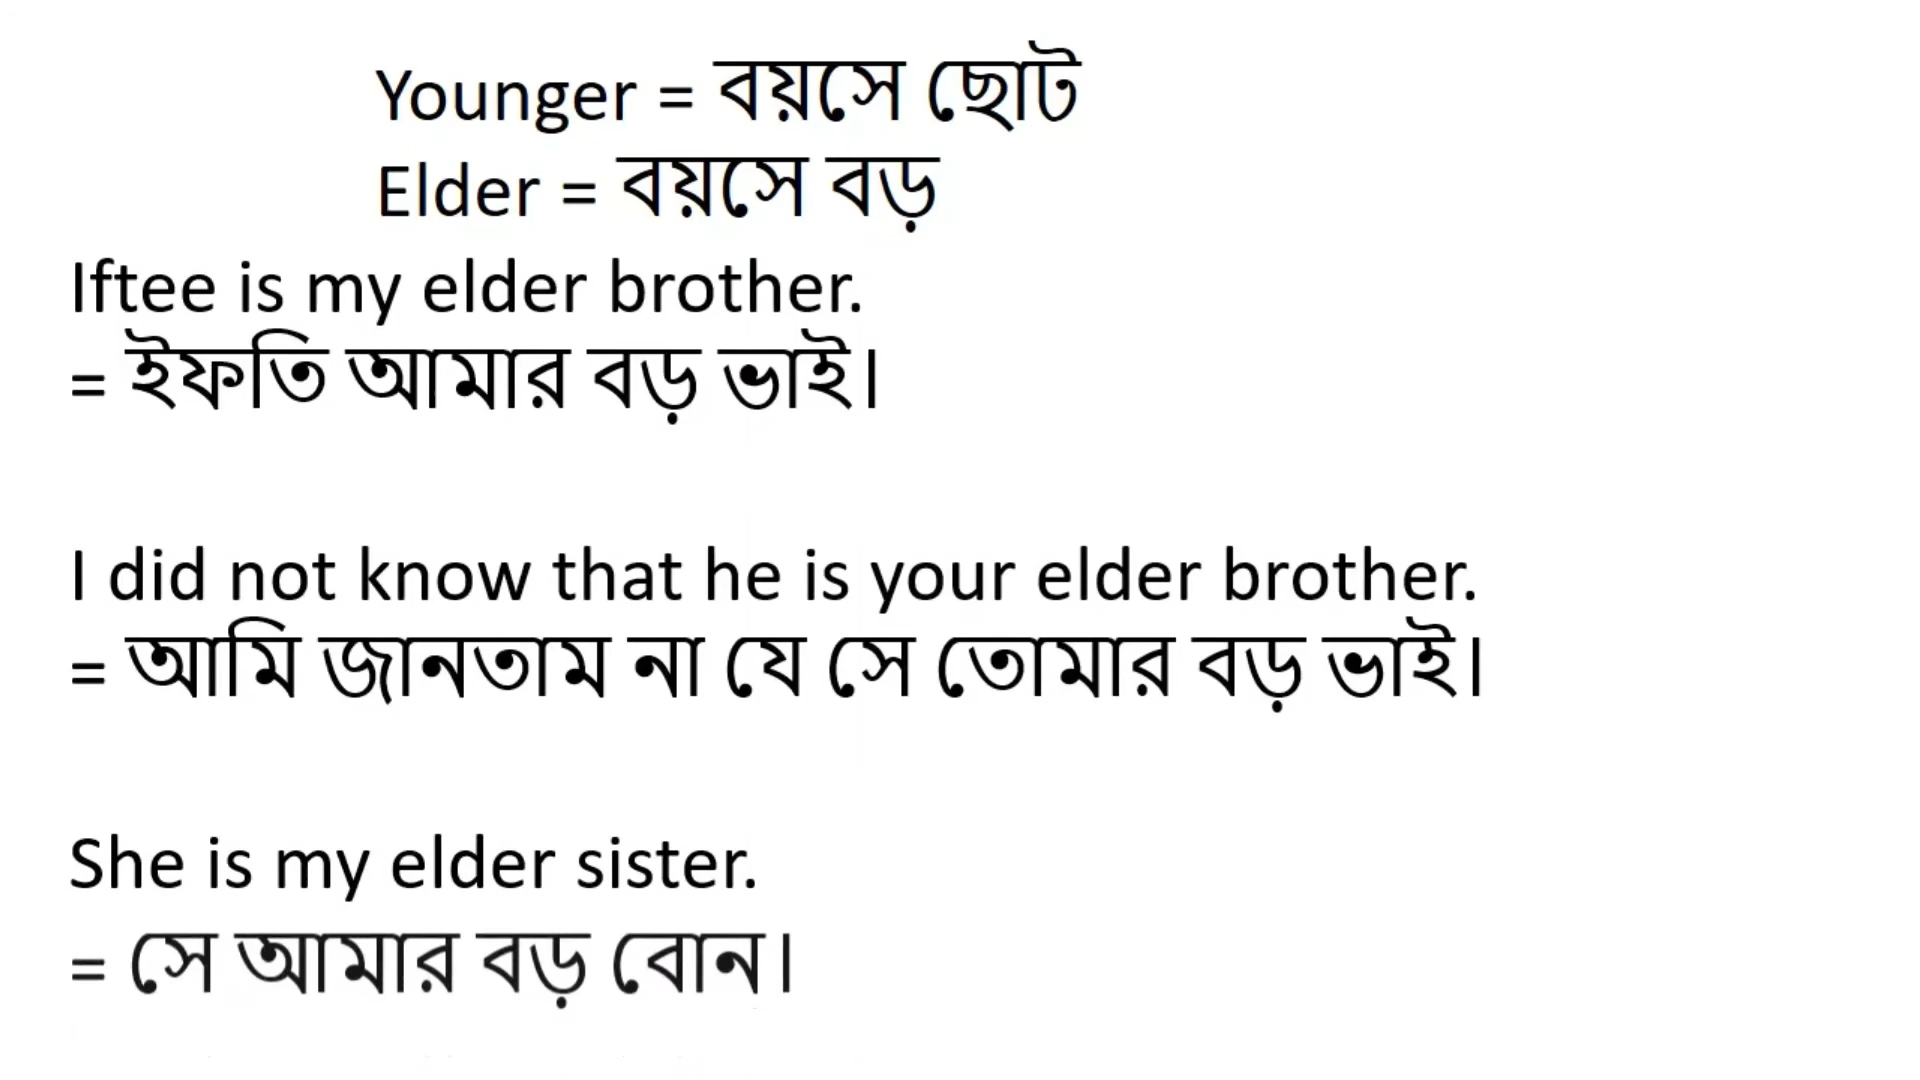 Younger = বয়সে ছোট
Elder = বয়সে বড়
Iftee is my elder brother.
= ইফতি আমার বড় ভাই।
I did not know that he is your elder brother.
= আমি জানতাম না যে সে তোমার বড় ভাই।
She is my elder sister.
= সে আমার বড় বোন।